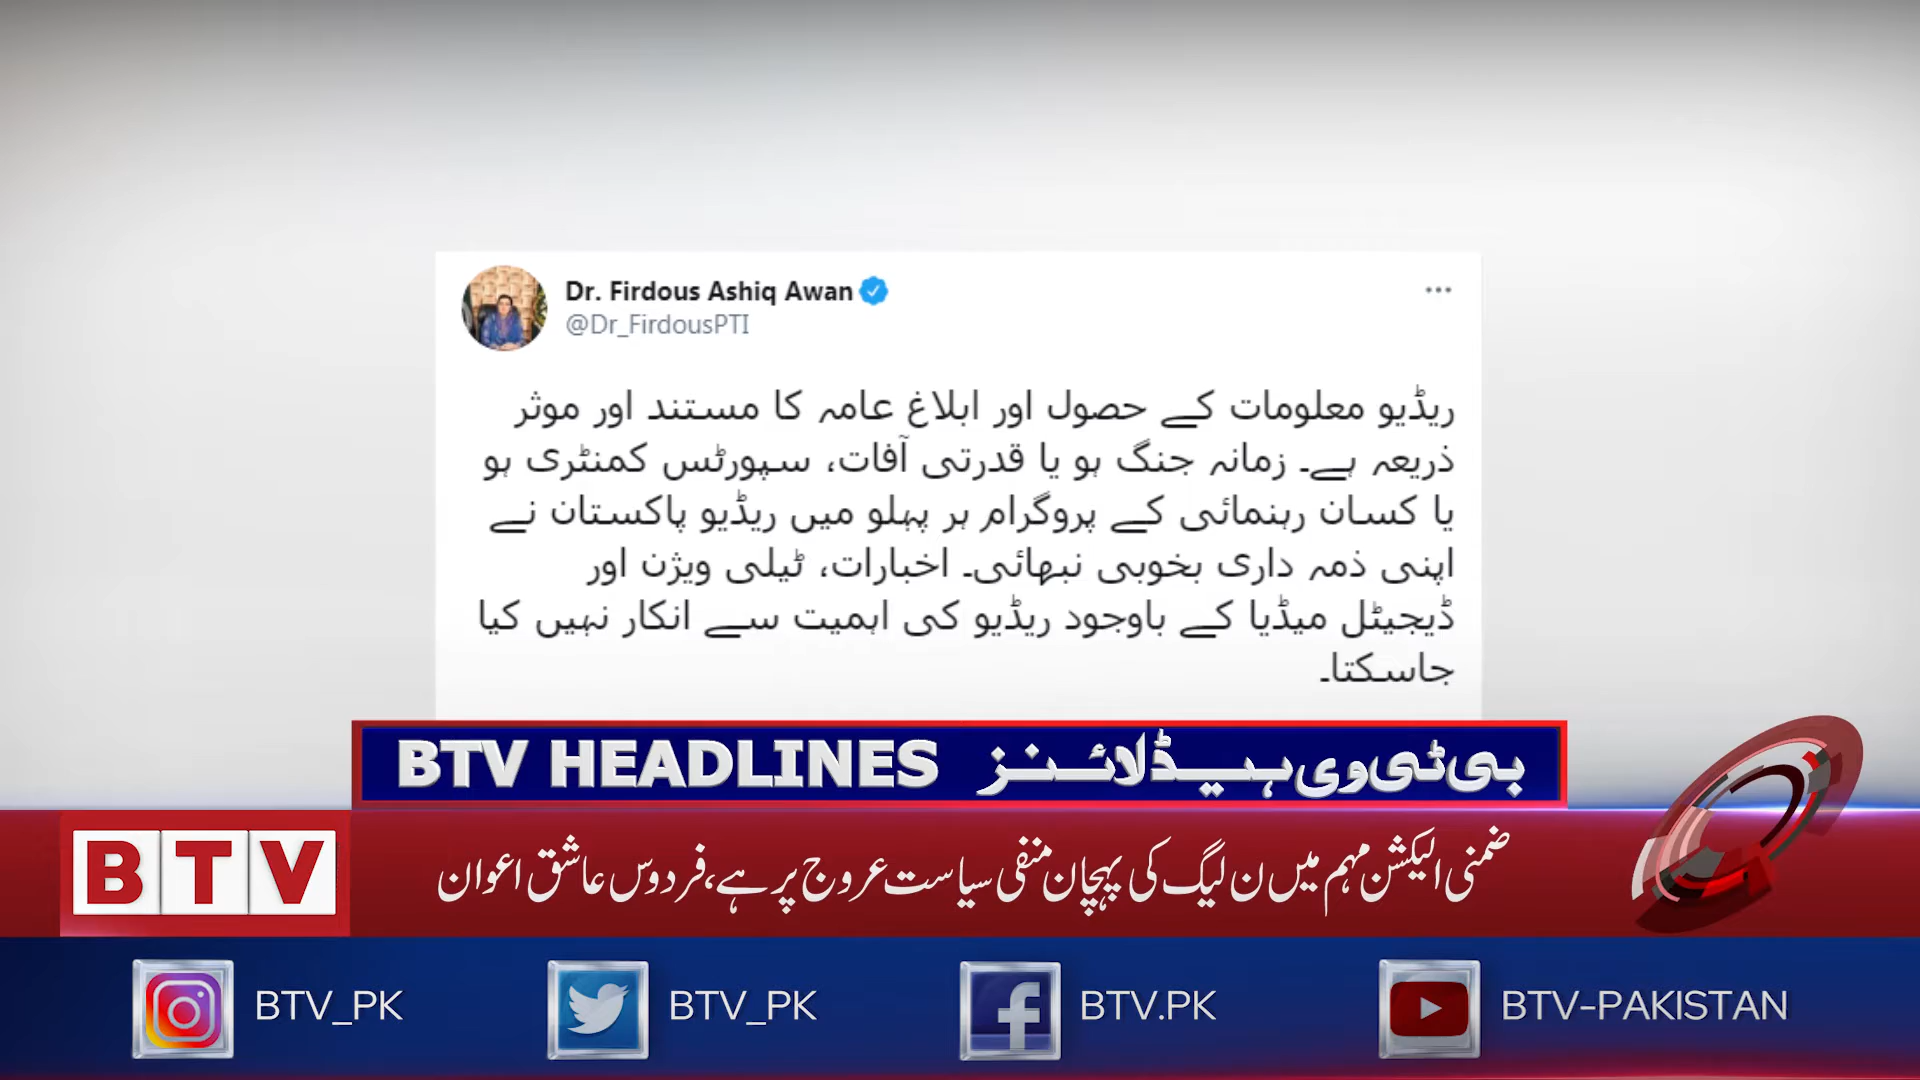 Dr. Firdous Ashiq Awan
@Dr_FirdousPTI
ریڈیو معلومات کے حصول اور ابلاغ عامہ کا مستند اور موثر
ذریعہ ہے۔ زمانہ جنگ ہو یا قدرتی آفات، سپورٹس کمنٹری ہو
یا کسان رہنمائی کے پروگرام ہر پہلو میں ریڈیو پاکستان نے
اپنی ذمہ داری بخوبی نبھائی۔ اخبارات، ٹیلی ویژن اور
ڈیجیٹل میڈیا کے باوجود ریڈیو کی اہمیت سے انکار نہیں کیا
جاسکتا۔
BTV HEADLINES بی ٹی وی ہیڈلائنز
BTV
ضمنی الیکشن مہم میں ن لیگ کی پہچان منفی سیاست عروج پر ہے، فردوس عاشق اعوان
BTV_PK
BTV_PK
BTV.PK
BTV-PAKISTAN